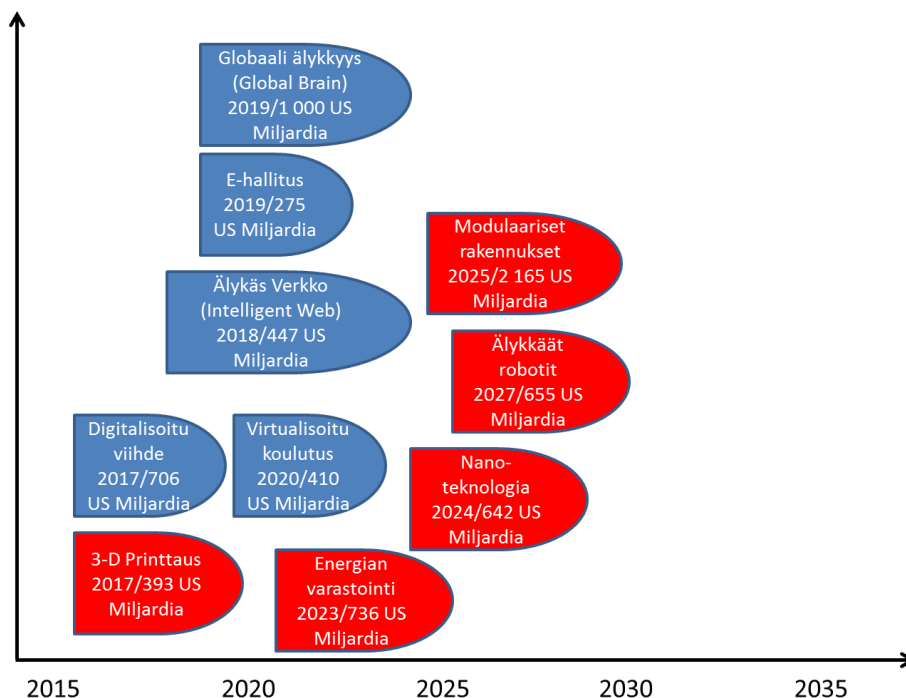 Globaali älykkyys
(Global Brain)
2019/1 000 US
Miljardia
E-hallitus
2019/275
US Miljardia
Modulaariset
rakennukset
2025/2 165 US
Miljardia
Älykäs Verkko
(Intelligent Web)
2018/447 US
Miljardia
Älykkäät
robotit
2027/655 US
Miljardia
Digitalisoitu
viihde
2017/706
US Miljardia
Virtualisoitu
koulutus
2020/410
US Miljardia
Nano-
teknologia
2024/642 US
Miljardia
3-D Printtaus
2017/393 US
Miljardia
Energian
varastointi
2023/736 US
Miljardia
2015 2020 2025 2030 2035